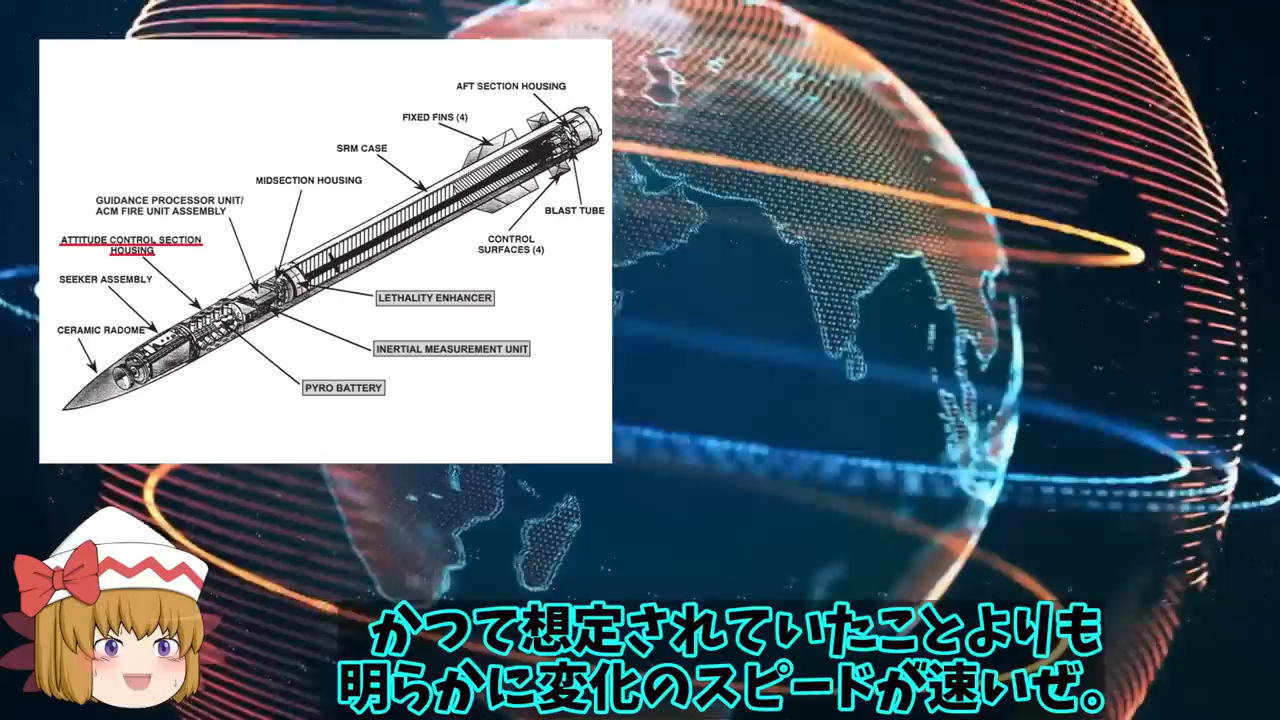 AFT SECTION HOUSING
FIXED FINS (4)
SRM CASE
MIDSECTION HOUSING
GUIDANCE PROCESSOR UNIT/
ACM FIRE UNIT ASSEMBLY
BLAST TUBE
ATTITUDE CONTROL SECTION
HOUSING
CONTROL
SURFACES (4)
SEEKER ASSEMBLY
LETHALITY ENHANCER
CERAMIC RADOME
INERTIAL MEASUREMENT UNIT
PYRO BATTERY
かつて想定されていたことよりも
明らかに変化のスピードが速いぜ。